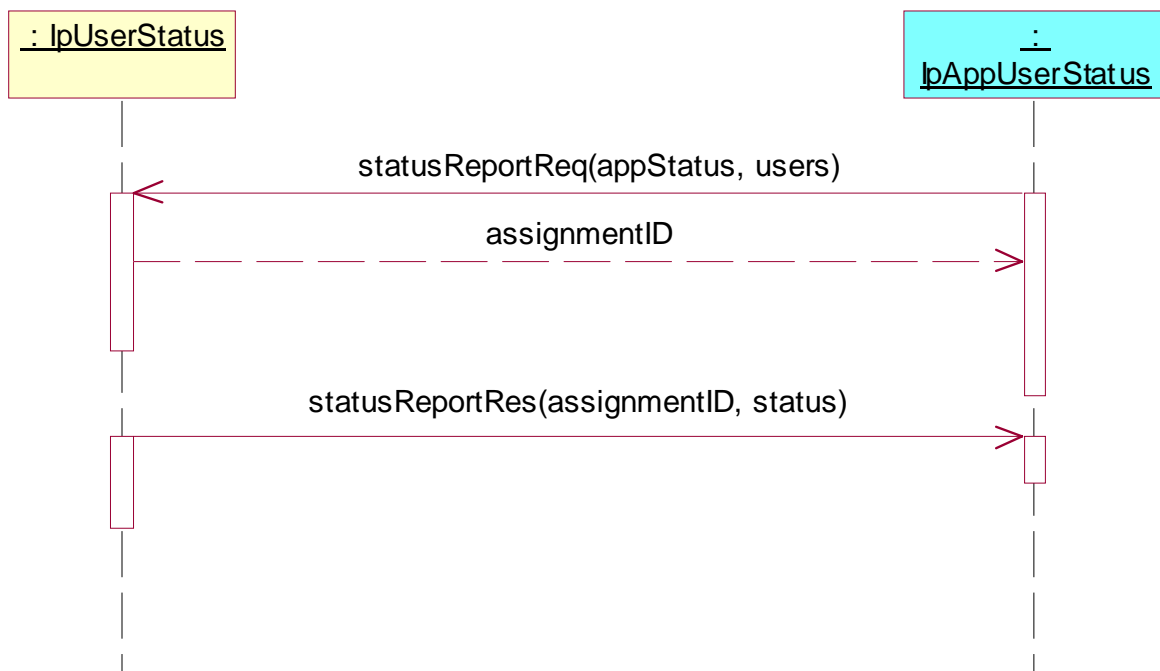 : IpUserStatus
:
IpAppUserStatus
statusReportReq(appStatus, users)
assignmentID
statusReportRes(assignmentID, status)